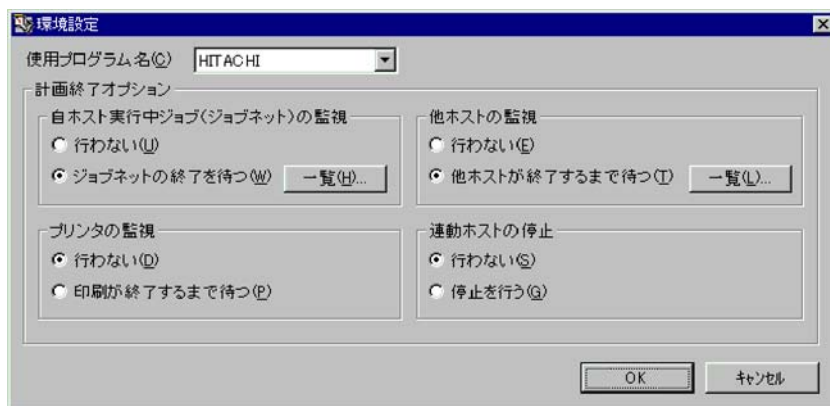 環境設定
使用プログラム名(C) HITACHI
計画終了オプション
自ホスト実行中ジョブ(ジョブネット)の監視
行わない(U)
ジョブネットの終了を待つ(W) 一覧(H)...
他ホストの監視
行わない(E)
他ホストが終了するまで待つ(T) 一覧(L)...
プリンタの監視
行わない(D)
印刷が終了するまで待つ(P)
連動ホストの停止
行わない(S)
停止を行う(G)
OK キャンセル